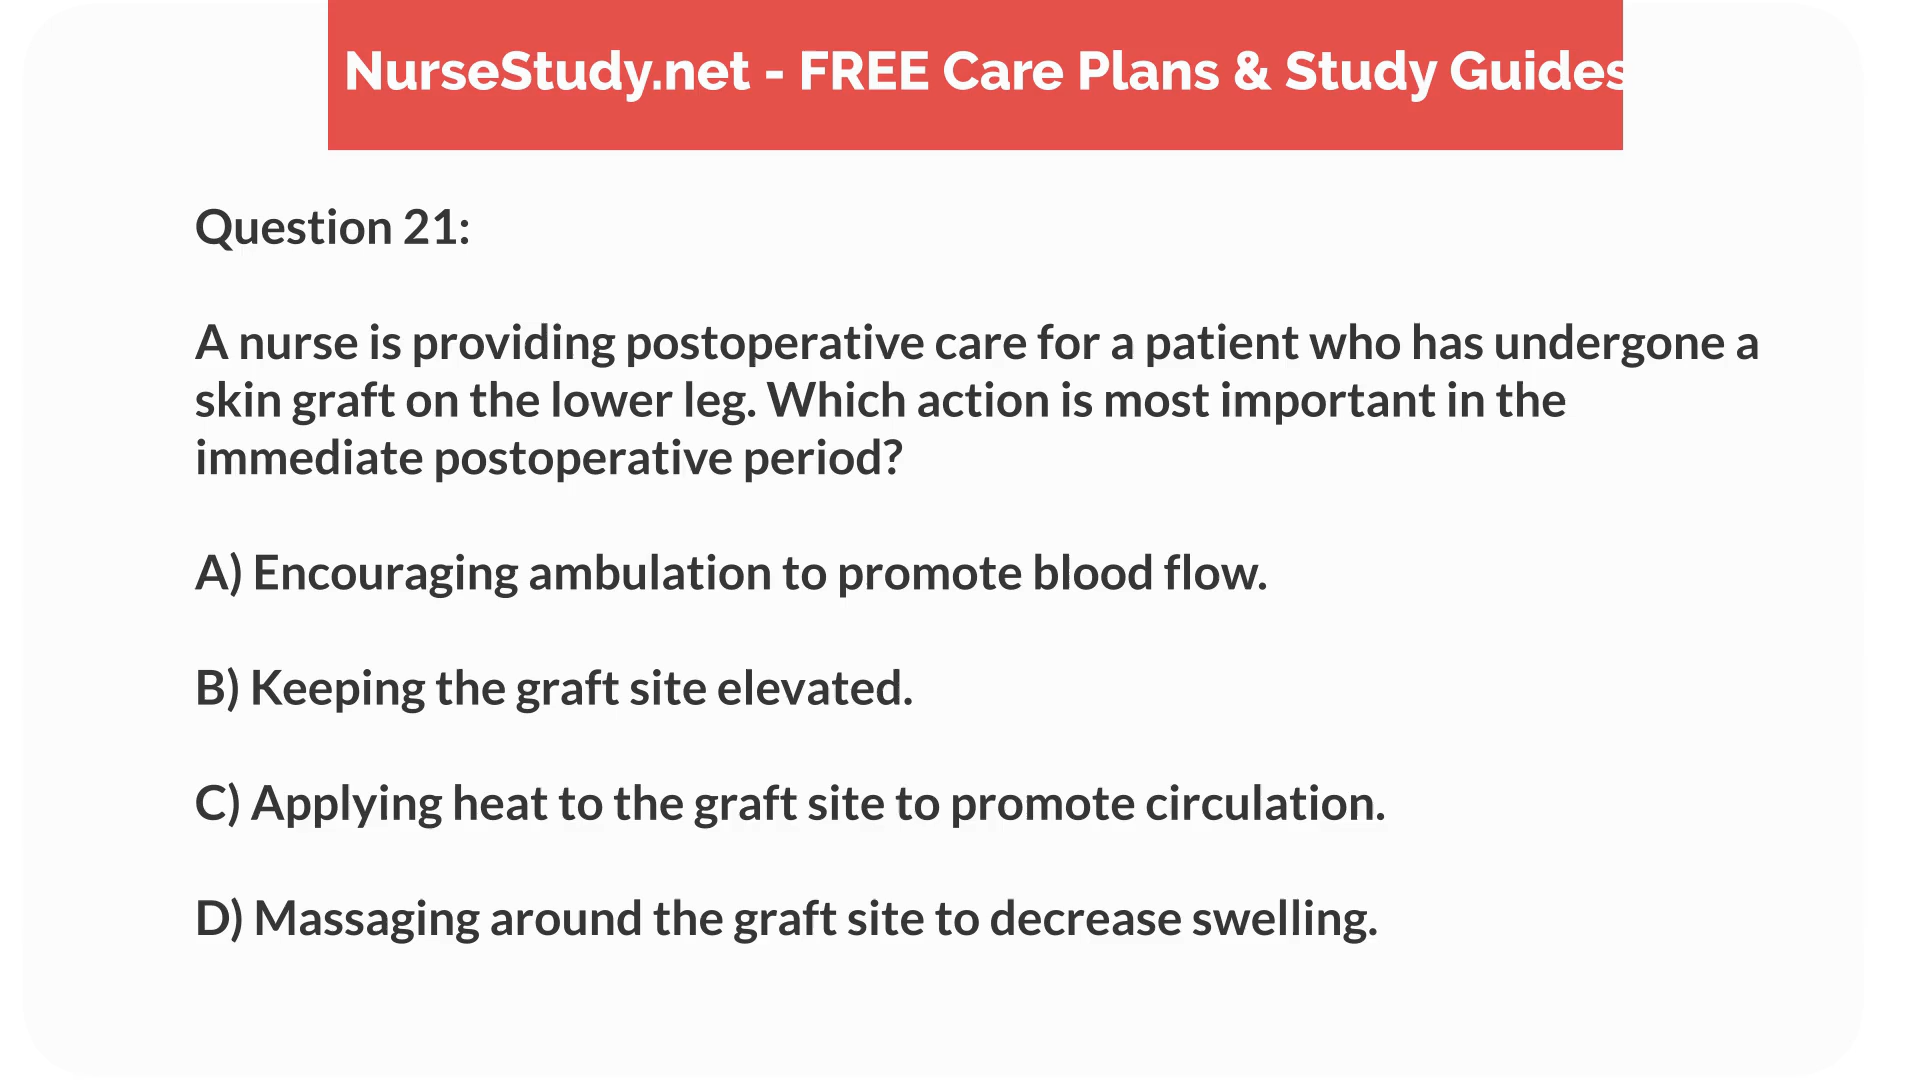 NurseStudy.net - FREE Care Plans & Study Guides
Question 21:
A nurse is providing postoperative care for a patient who has undergone a
skin graft on the lower leg. Which action is most important in the
immediate postoperative period?
A) Encouraging ambulation to promote blood flow.
B) Keeping the graft site elevated.
C) Applying heat to the graft site to promote circulation.
D) Massaging around the graft site to decrease swelling.